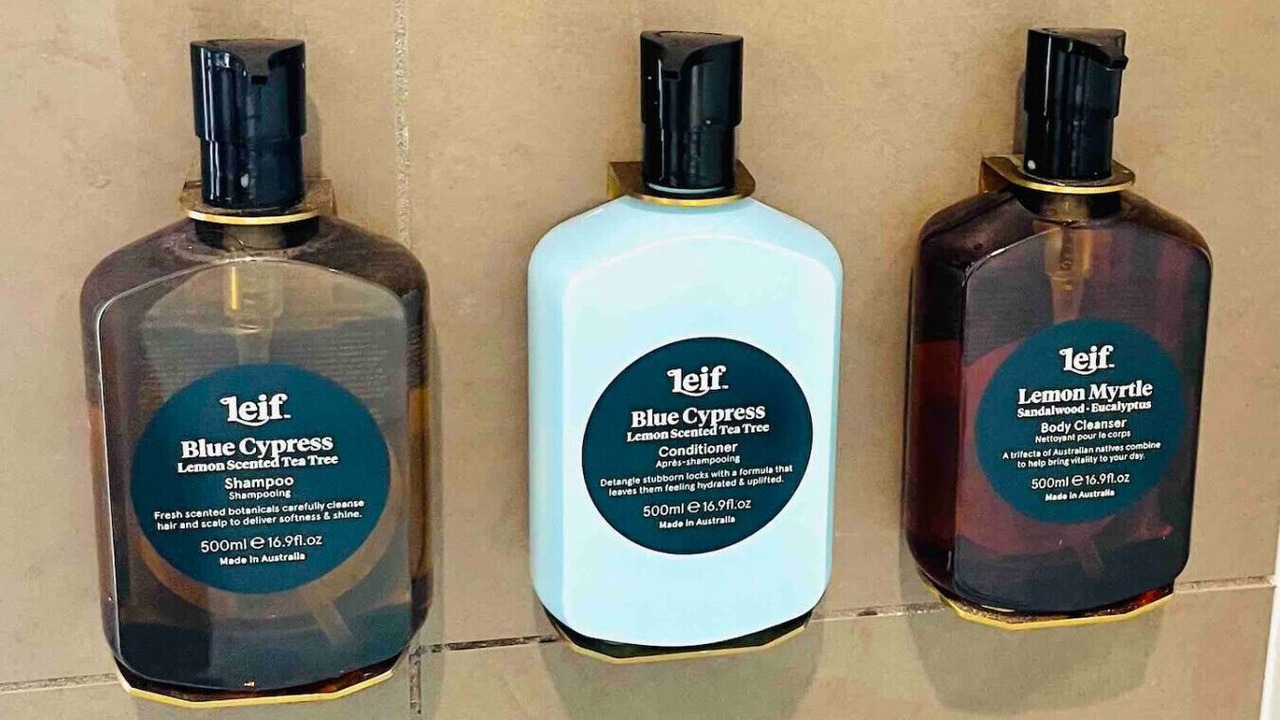 leif™
Blue Cypress
Lemon Scented Tea Tree
Shampoo
Shampooing
Fresh scented botanicals carefully cleanse
hair and scalp to deliver softness & shine.
500ml ℮ 16.9fl.oz
Made in Australia
leif™
Blue Cypress
Lemon Scented Tea Tree
Conditioner
Après-shampooing
Detangle stubborn locks with a formula that
leaves them feeling hydrated & uplifted.
500ml ℮ 16.9fl.oz
Made in Australia
leif™
Lemon Myrtle
Sandalwood - Eucalyptus
Body Cleanser
Nettoyant pour le corps
A trifecta of Australian natives combine
to help bring vitality to your day.
500ml ℮ 16.9fl.oz
Made in Australia